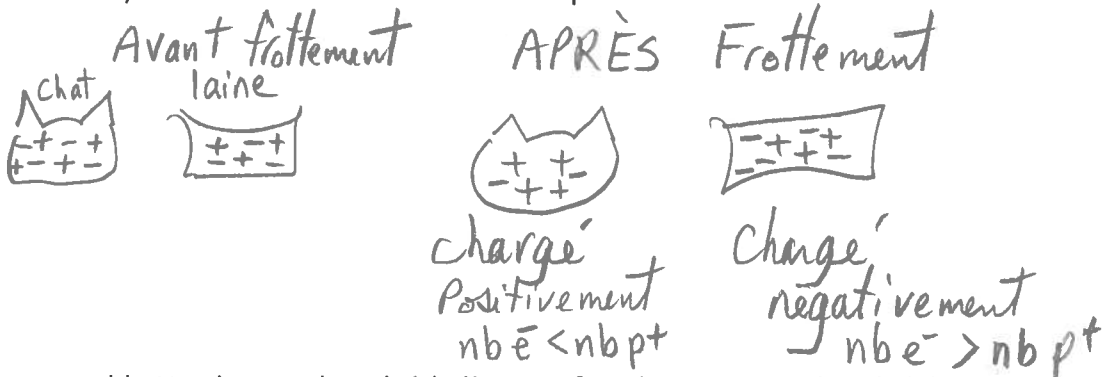 Avant frottement
chat laine
- + - + + - + - + - + - + -
APRÈS Frottement
+ + - + + -
- + - + - + + - -
chargé
Positivement
nb e- < nb p+
Chargé
négativement
nb e- > nb p+